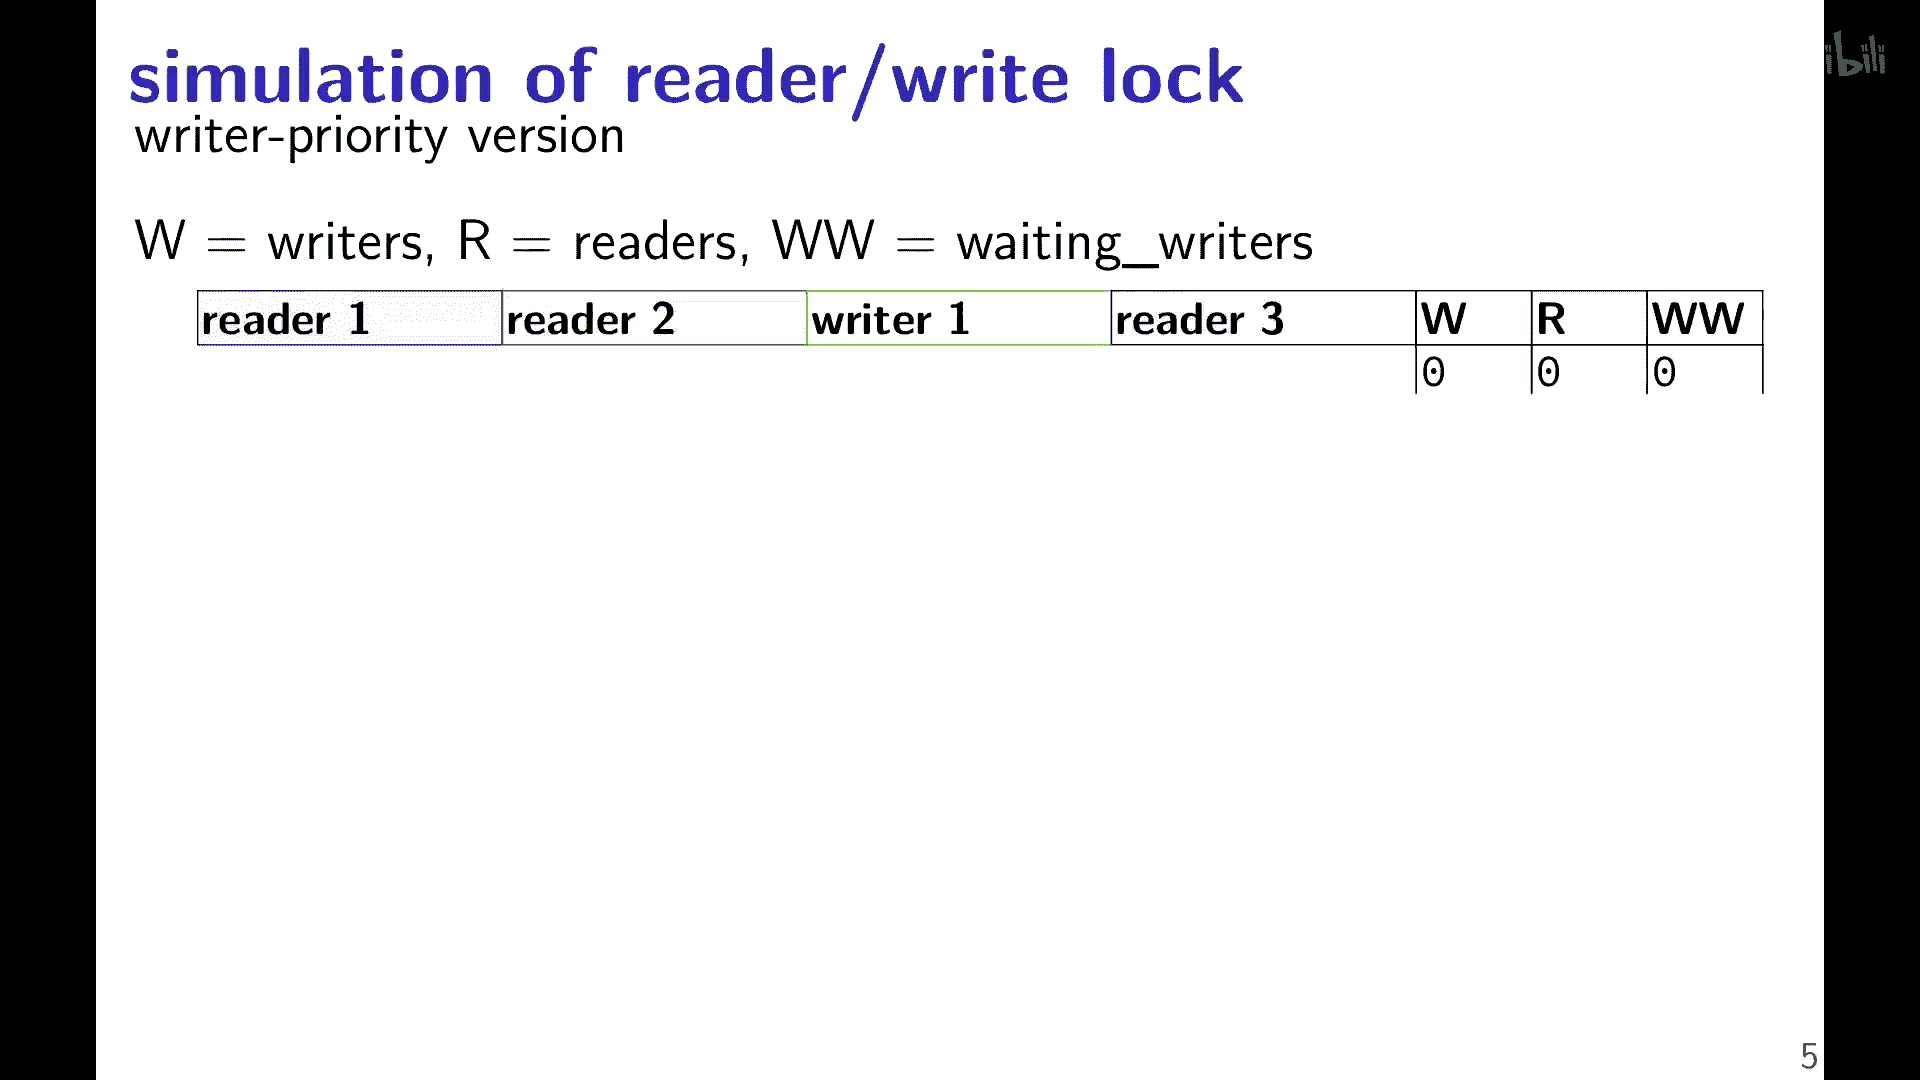 simulation of reader/write lock
writer-priority version
W = writers, R = readers, WW = waiting_writers
reader 1 reader 2 writer 1 reader 3 W R WW
0 0 0
5